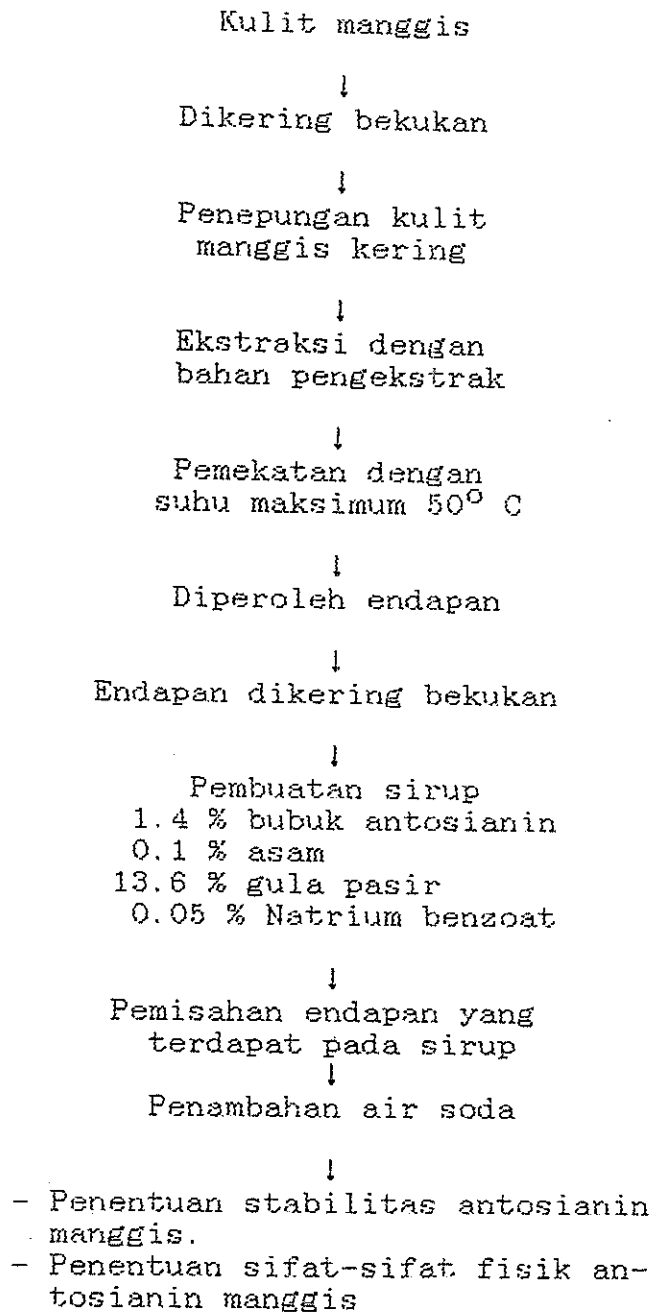 Kulit manggis
↓
Dikering bekukan
↓
Penepungan kulit
manggis kering
↓
Ekstraksi dengan
bahan pengekstrak
↓
Pemekatan dengan
suhu maksimum 50° C
↓
Diperoleh endapan
↓
Endapan dikering bekukan
↓
Pembuatan sirup
1.4 % bubuk antosianin
0.1 % asam
13.6 % gula pasir
0.05 % Natrium benzoat
↓
Pemisahan endapan yang
terdapat pada sirup
↓
Penambahan air soda
↓
- Penentuan stabilitas antosianin
manggis.
- Penentuan sifat-sifat fisik an-
tosianin manggis